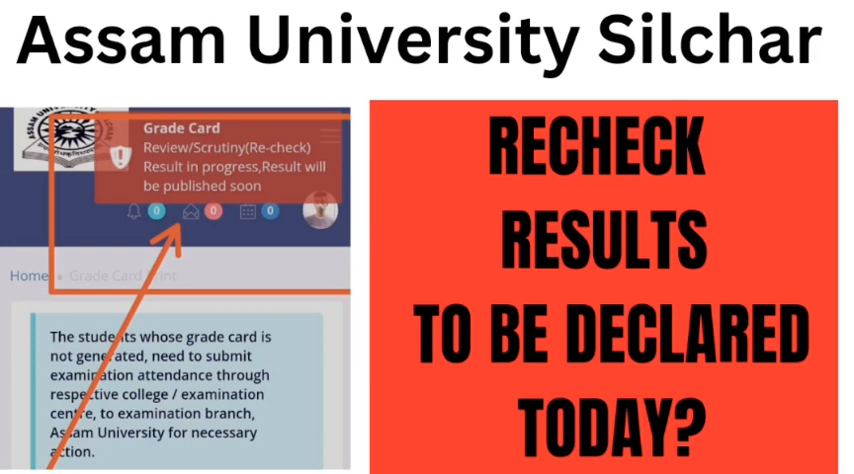 Assam University Silchar
Grade Card
Review/Scrutiny(Re-check)
Result in progress,Result will
be published soon
0
0
0
Home • Grade Card Print
The students whose grade card is
not generated, need to submit
examination attendance through
respective college / examination
centre, to examination branch,
Assam University for necessary
action.
RECHECK
RESULTS
TO BE DECLARED
TODAY?